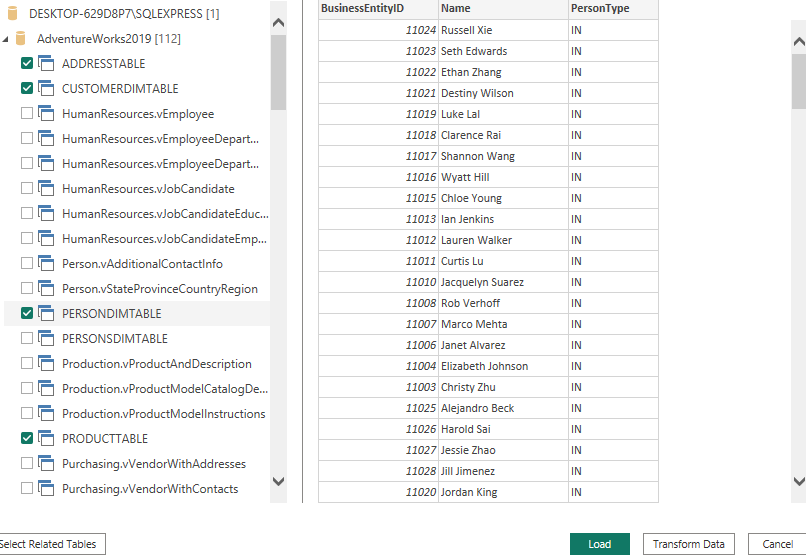 DESKTOP-629D8P7\SQLEXPRESS [1]
AdventureWorks2019 [112]
ADDRESSTABLE
CUSTOMERDIMTABLE
HumanResources.vEmployee
HumanResources.vEmployeeDepart...
HumanResources.vEmployeeDepart...
HumanResources.vJobCandidate
HumanResources.vJobCandidateEduc...
HumanResources.vJobCandidateEmp...
Person.vAdditionalContactInfo
Person.vStateProvinceCountryRegion
PERSONDIMTABLE
PERSONSDIMTABLE
Production.vProductAndDescription
Production.vProductModelCatalogDe...
Production.vProductModelInstructions
PRODUCTTABLE
Purchasing.vVendorWithAddresses
Purchasing.vVendorWithContacts
BusinessEntityID Name PersonType
11024 Russell Xie IN
11023 Seth Edwards IN
11022 Ethan Zhang IN
11021 Destiny Wilson IN
11019 Luke Lal IN
11018 Clarence Rai IN
11017 Shannon Wang IN
11016 Wyatt Hill IN
11015 Chloe Young IN
11013 Ian Jenkins IN
11012 Lauren Walker IN
11011 Curtis Lu IN
11010 Jacquelyn Suarez IN
11008 Rob Verhoff IN
11007 Marco Mehta IN
11006 Janet Alvarez IN
11004 Elizabeth Johnson IN
11003 Christy Zhu IN
11025 Alejandro Beck IN
11026 Harold Sai IN
11027 Jessie Zhao IN
11028 Jill Jimenez IN
11020 Jordan King IN
Select Related Tables
Load
Transform Data
Cancel